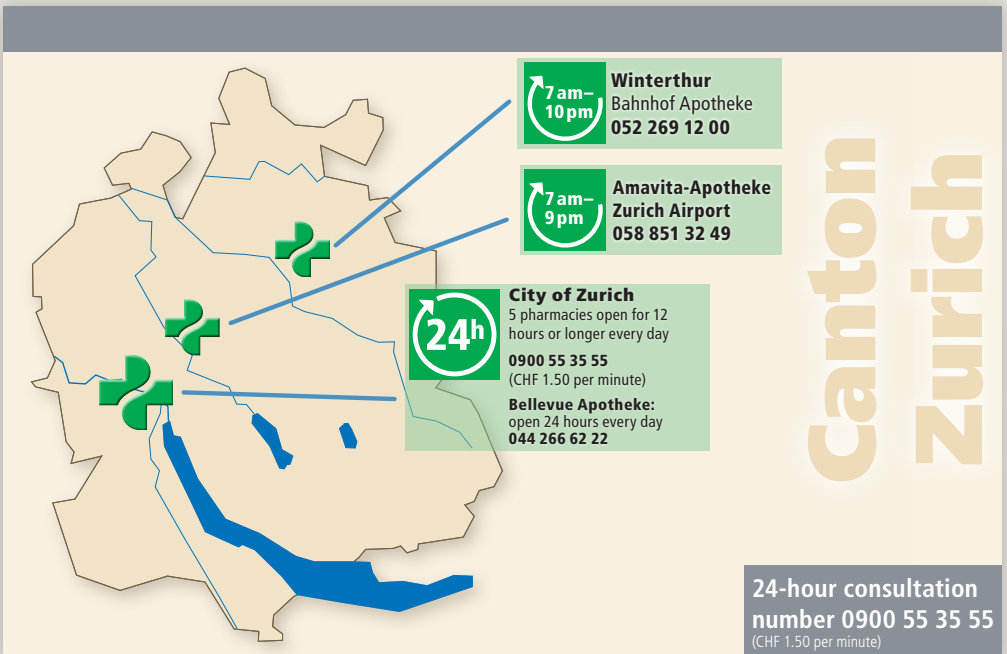 7 am–
10 pm
Winterthur
Bahnhof Apotheke
052 269 12 00
7 am–
9 pm
Amavita-Apotheke
Zurich Airport
058 851 32 49
24h
City of Zurich
5 pharmacies open for 12
hours or longer every day
0900 55 35 55
(CHF 1.50 per minute)
Bellevue Apotheke:
open 24 hours every day
044 266 62 22
Canton
Zurich
24-hour consultation
number 0900 55 35 55
(CHF 1.50 per minute)